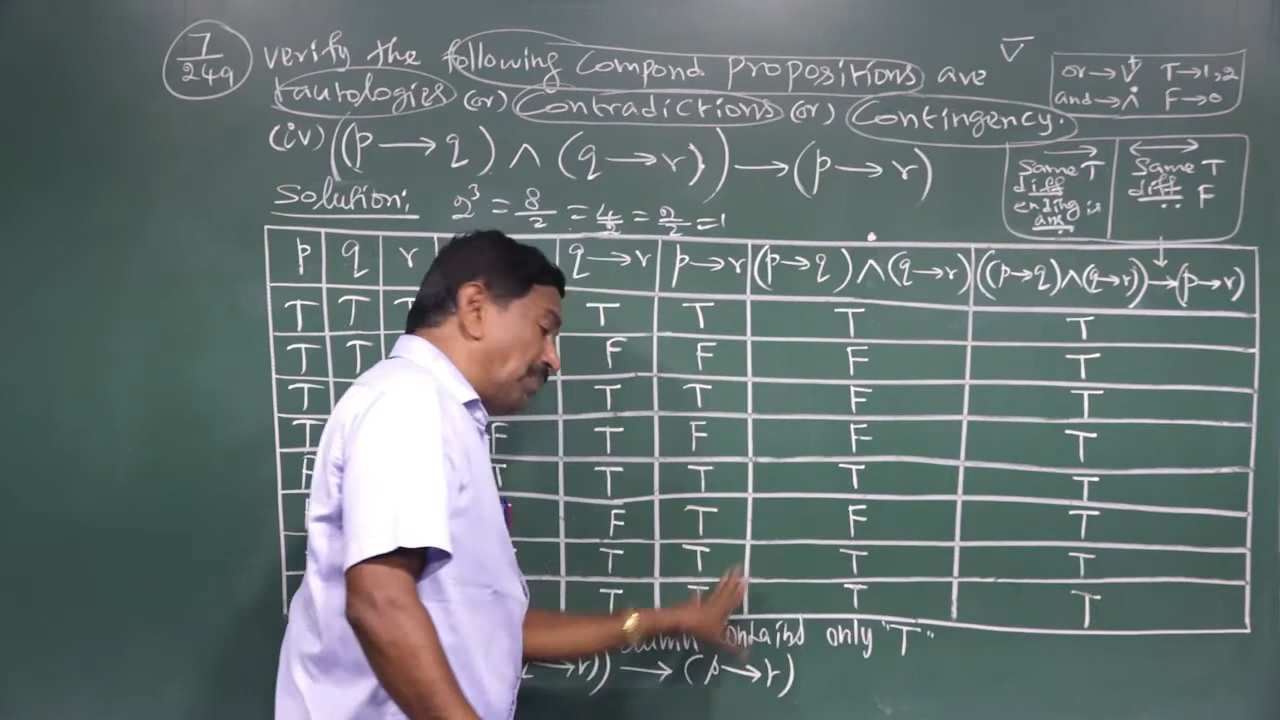 7/249 verify the following compond propositions are
tautologies (or) Contradictions (or) Contingency.
or → V T → 1, 2
and → ∧ F → 0
(iv) ((p → q) ∧ (q → r)) → (p → r)
→ Same T diff ending is ans.
↔ Same T diff F
Solution:
2³ = 8/2 = 4/2 = 2/2 = 1
p q r q → r p → r (p → q) ∧ (q → r) ((p → q) ∧ (q → r)) → (p → r)
T T T T T T T
T T F F F T
T T T F T
T F T F F T
F T T T T T
F T F T
T T T T
T T T T
contains only "T"
→ r)) → (p → r)